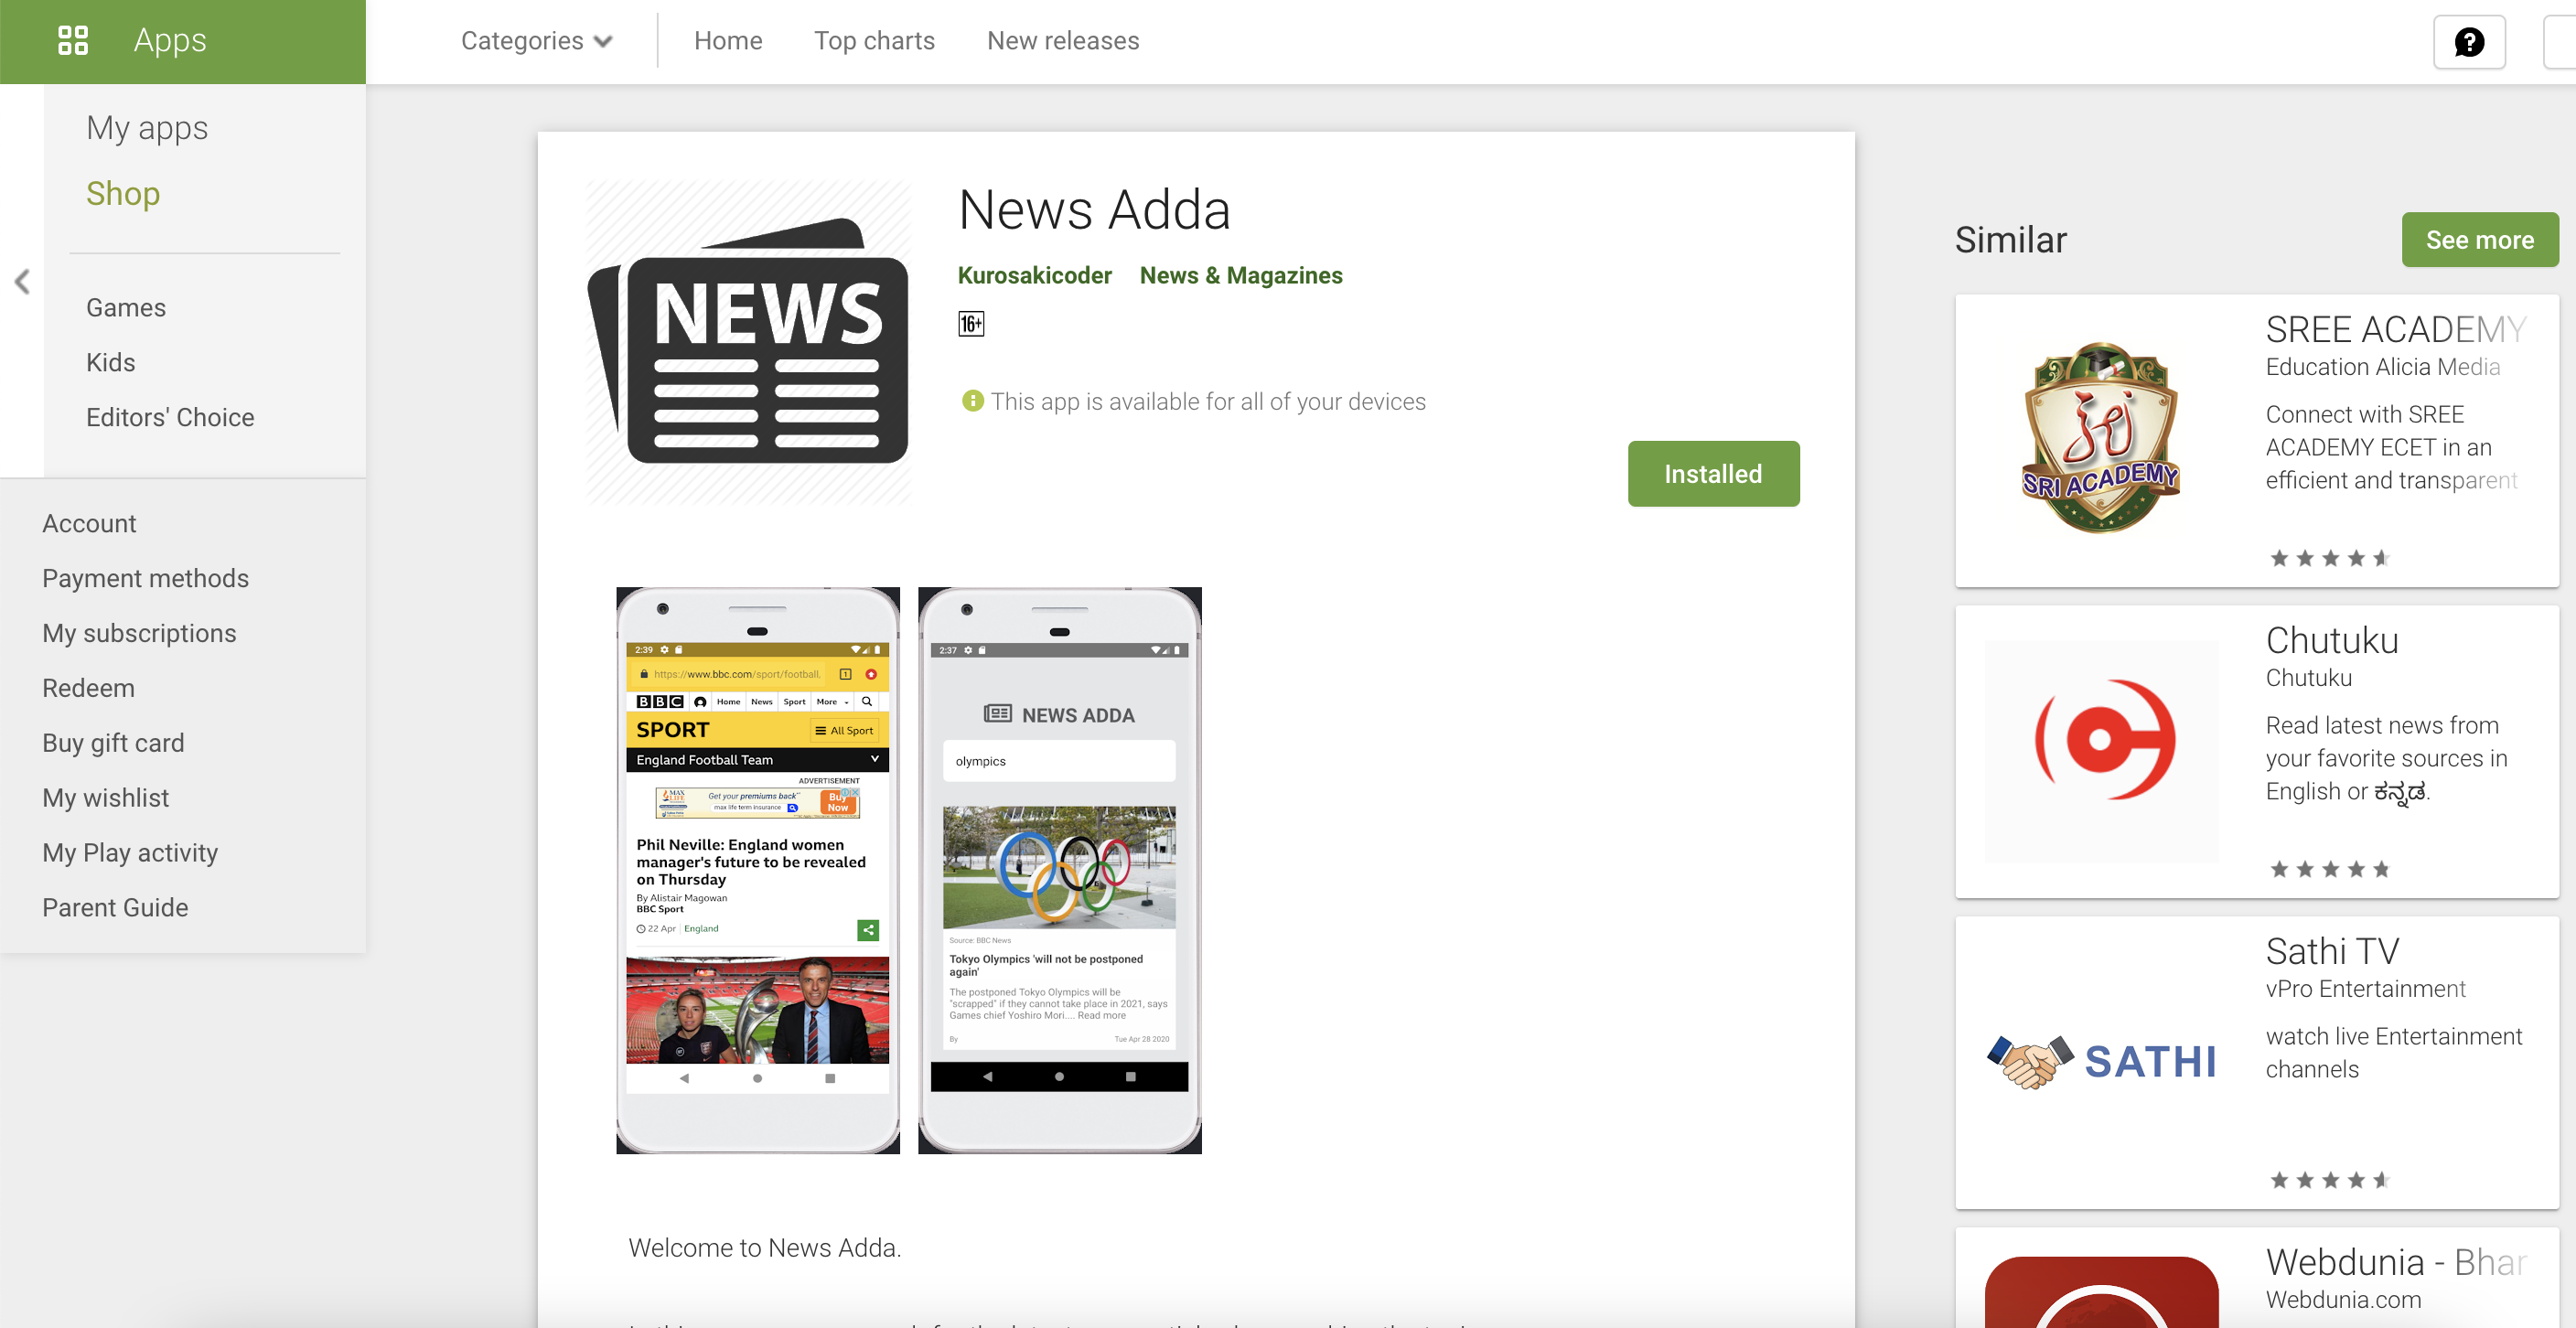 Apps
Categories
Home
Top charts
New releases
My apps
Shop
Games
Kids
Editors' Choice
Account
Payment methods
My subscriptions
Redeem
Buy gift card
My wishlist
My Play activity
Parent Guide
NEWS
News Adda
Kurosakicoder
News & Magazines
16+
This app is available for all of your devices
Installed
2:39
https://www.bbc.com/sport/football.
1
BBC
Home
News
Sport
More
SPORT
All Sport
England Football Team
ADVERTISEMENT
MAX LIFE
Get your premiums back
max life term insurance
Buy Now
Phil Neville: England women
manager's future to be revealed
on Thursday
By Alistair Magowan
BBC Sport
22 Apr
England
2:37
NEWS ADDA
olympics
Source: BBC News
Tokyo Olympics 'will not be postponed
again'
The postponed Tokyo Olympics will be
"scrapped" if they cannot take place in 2021, says
Games chief Yoshiro Mori.... Read more
By
Tue Apr 28 2020
Welcome to News Adda.
Similar
See more
SRI ACADEMY
SREE ACADEMY
Education Alicia Media
Connect with SREE
ACADEMY ECET in an
efficient and transparent
Chutuku
Chutuku
Read latest news from
your favorite sources in
English or ಕನ್ನಡ.
SATHI
Sathi TV
vPro Entertainment
watch live Entertainment
channels
Webdunia - Bhar
Webdunia.com